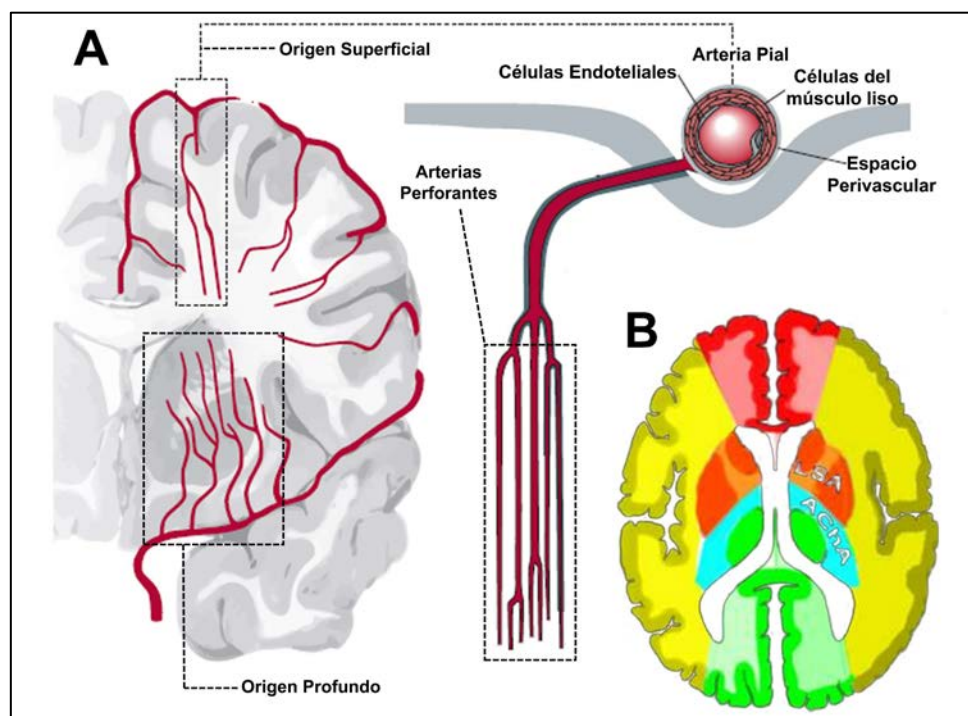 A
Origen Superficial
Arteria Pial
Células Endoteliales
Células del
músculo liso
Espacio
Perivascular
Arterias
Perforantes
B
LSA
AChA
Origen Profundo